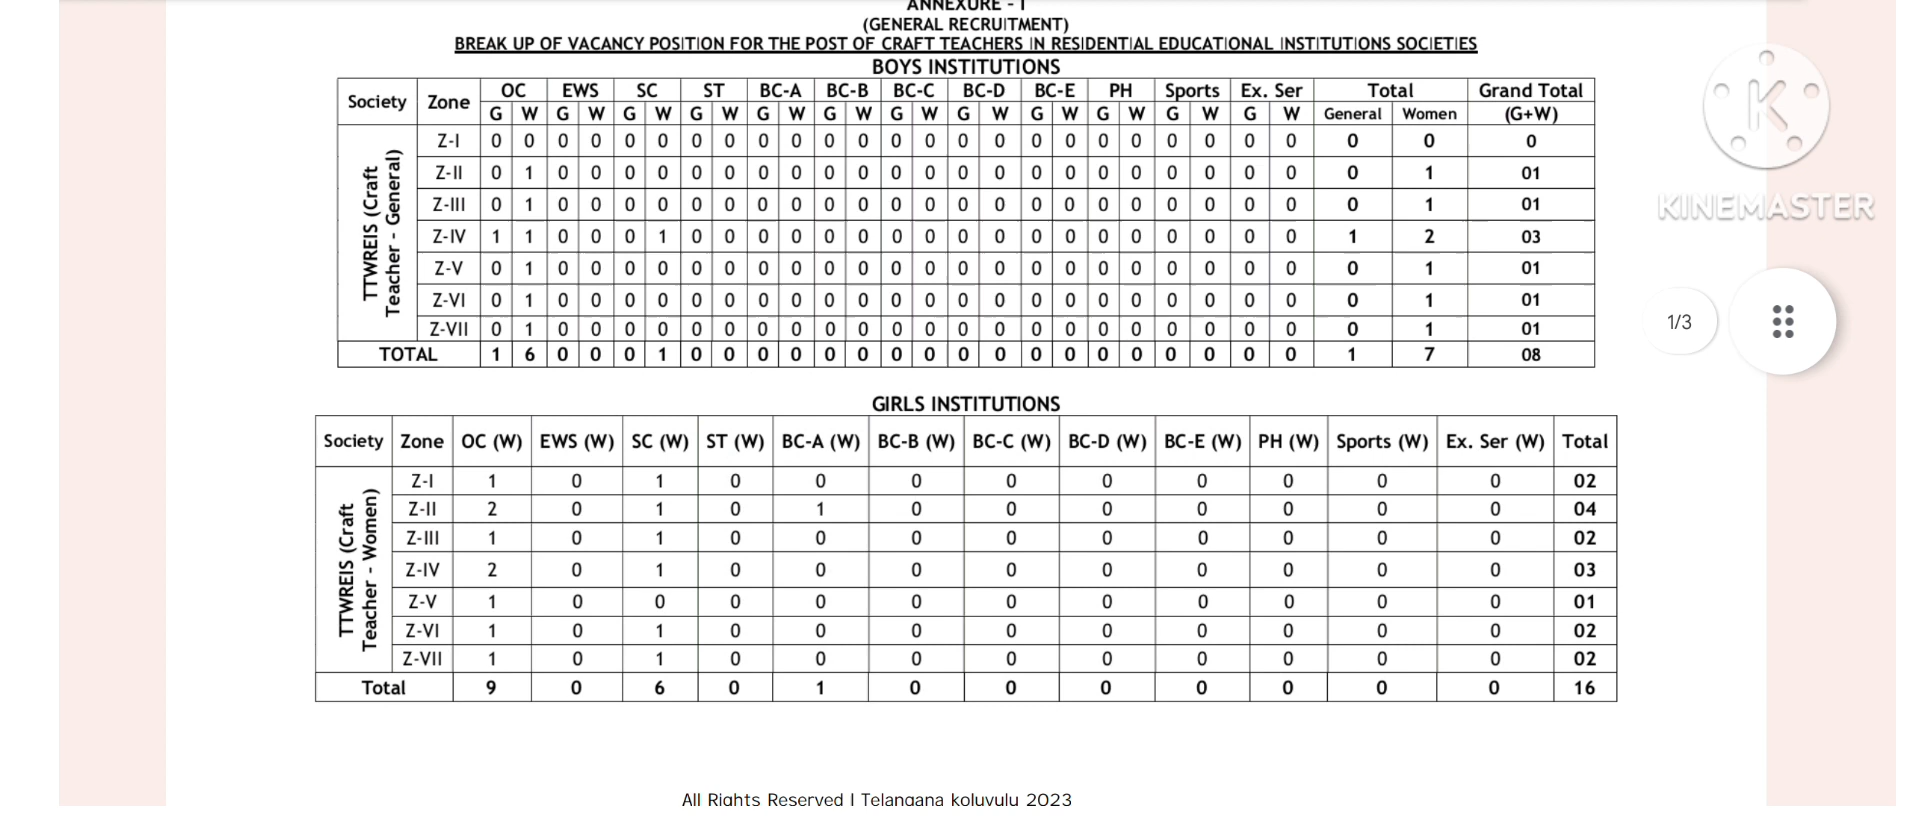 ANNEXURE - I
(GENERAL RECRUITMENT)
BREAK UP OF VACANCY POSITION FOR THE POST OF CRAFT TEACHERS IN RESIDENTIAL EDUCATIONAL INSTITUTIONS SOCIETIES
BOYS INSTITUTIONS
Society Zone OC EWS SC ST BC-A BC-B BC-C BC-D BC-E PH Sports Ex. Ser Total Grand Total
G W G W G W G W G W G W G W G W G W G W G W G W General Women (G+W)
TTWREIS (Craft
Teacher - General)
Z-I 0 0 0 0 0 0 0 0 0 0 0 0 0 0 0 0 0 0 0 0 0 0 0 0 0 0 0
Z-II 0 1 0 0 0 0 0 0 0 0 0 0 0 0 0 0 0 0 0 0 0 0 0 0 0 1 01
Z-III 0 1 0 0 0 0 0 0 0 0 0 0 0 0 0 0 0 0 0 0 0 0 0 0 0 1 01
Z-IV 1 1 0 0 0 1 0 0 0 0 0 0 0 0 0 0 0 0 0 0 0 0 0 0 1 2 03
Z-V 0 1 0 0 0 0 0 0 0 0 0 0 0 0 0 0 0 0 0 0 0 0 0 0 0 1 01
Z-VI 0 1 0 0 0 0 0 0 0 0 0 0 0 0 0 0 0 0 0 0 0 0 0 0 0 1 01
Z-VII 0 1 0 0 0 0 0 0 0 0 0 0 0 0 0 0 0 0 0 0 0 0 0 0 0 1 01
TOTAL 1 6 0 0 0 1 0 0 0 0 0 0 0 0 0 0 0 0 0 0 0 0 0 0 1 7 08
K
KINEMASTER
1/3
GIRLS INSTITUTIONS
Society Zone OC (W) EWS (W) SC (W) ST (W) BC-A (W) BC-B (W) BC-C (W) BC-D (W) BC-E (W) PH (W) Sports (W) Ex. Ser (W) Total
TTWREIS (Craft
Teacher - Women)
Z-I 1 0 1 0 0 0 0 0 0 0 0 0 02
Z-II 2 0 1 0 1 0 0 0 0 0 0 0 04
Z-III 1 0 1 0 0 0 0 0 0 0 0 0 02
Z-IV 2 0 1 0 0 0 0 0 0 0 0 0 03
Z-V 1 0 0 0 0 0 0 0 0 0 0 0 01
Z-VI 1 0 1 0 0 0 0 0 0 0 0 0 02
Z-VII 1 0 1 0 0 0 0 0 0 0 0 0 02
Total 9 0 6 0 1 0 0 0 0 0 0 0 16
All Rights Reserved | Telangana koluvulu 2023